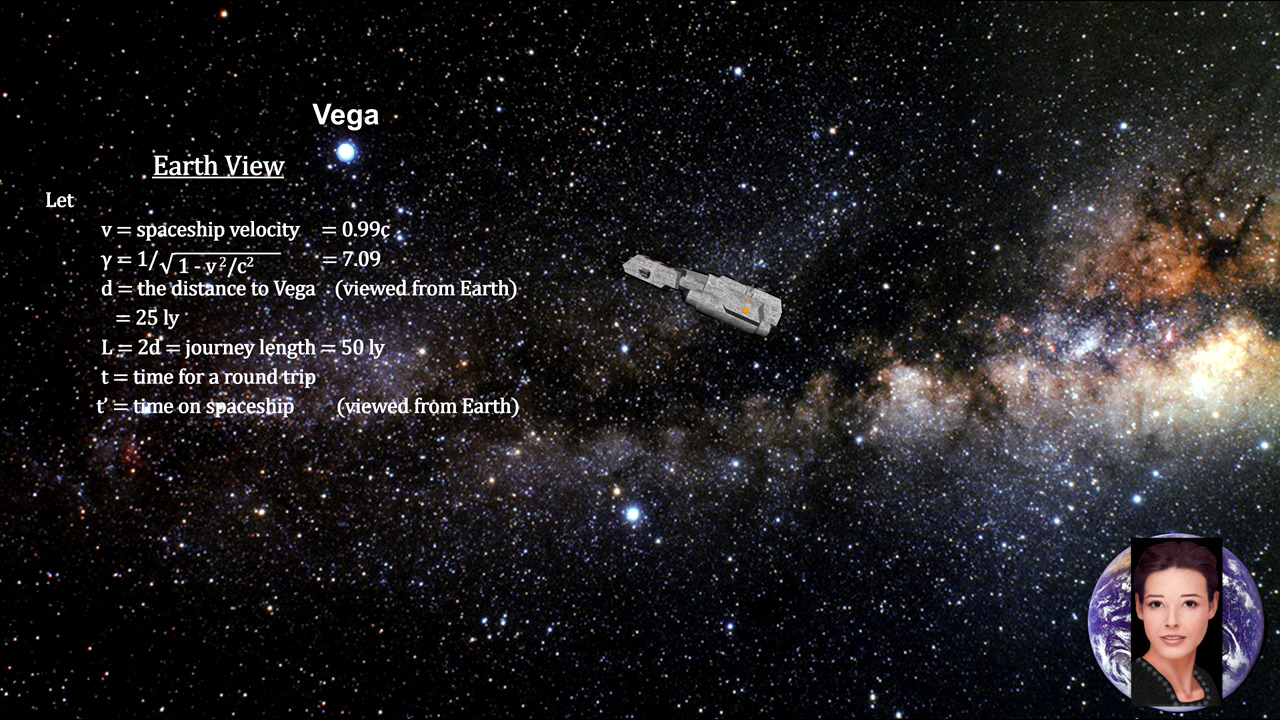 Vega
Earth View
Let
v = spaceship velocity = 0.99c
γ = 1/√1 - v²/c² = 7.09
d = the distance to Vega (viewed from Earth)
= 25 ly
L = 2d = journey length = 50 ly
t = time for a round trip
t′ = time on spaceship (viewed from Earth)